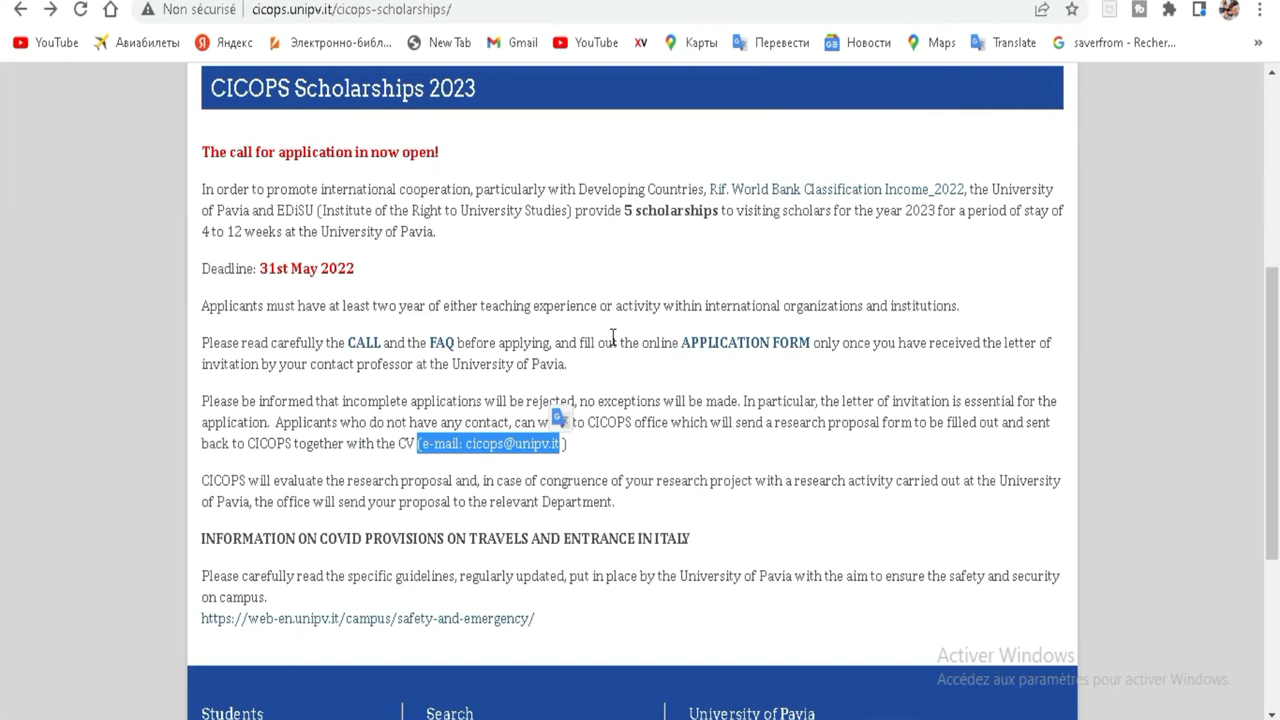 Non sécurisé cicops.unipv.it/cicops-scholarships/
YouTube Авиабилеты Яндекс Электронно-библ... New Tab Gmail YouTube XV Карты Перевести Новости Maps Translate saverfrom - Recher... »
CICOPS Scholarships 2023
The call for application in now open!
In order to promote international cooperation, particularly with Developing Countries, Rif. World Bank Classification Income_2022, the University
of Pavia and EDiSU (Institute of the Right to University Studies) provide 5 scholarships to visiting scholars for the year 2023 for a period of stay of
4 to 12 weeks at the University of Pavia.
Deadline: 31st May 2022
Applicants must have at least two year of either teaching experience or activity within international organizations and institutions.
Please read carefully the CALL and the FAQ before applying, and fill out the online APPLICATION FORM only once you have received the letter of
invitation by your contact professor at the University of Pavia.
Please be informed that incomplete applications will be rejected, no exceptions will be made. In particular, the letter of invitation is essential for the
application. Applicants who do not have any contact, can to CICOPS office which will send a research proposal form to be filled out and sent
back to CICOPS together with the CV (e-mail: cicops@unipv.it )
CICOPS will evaluate the research proposal and, in case of congruence of your research project with a research activity carried out at the University
of Pavia, the office will send your proposal to the relevant Department.
INFORMATION ON COVID PROVISIONS ON TRAVELS AND ENTRANCE IN ITALY
Please carefully read the specific guidelines, regularly updated, put in place by the University of Pavia with the aim to ensure the safety and security
on campus.
https://web-en.unipv.it/campus/safety-and-emergency/
Activer Windows
Accédez aux paramètres pour activer Windows.
Students Search University of Pavia